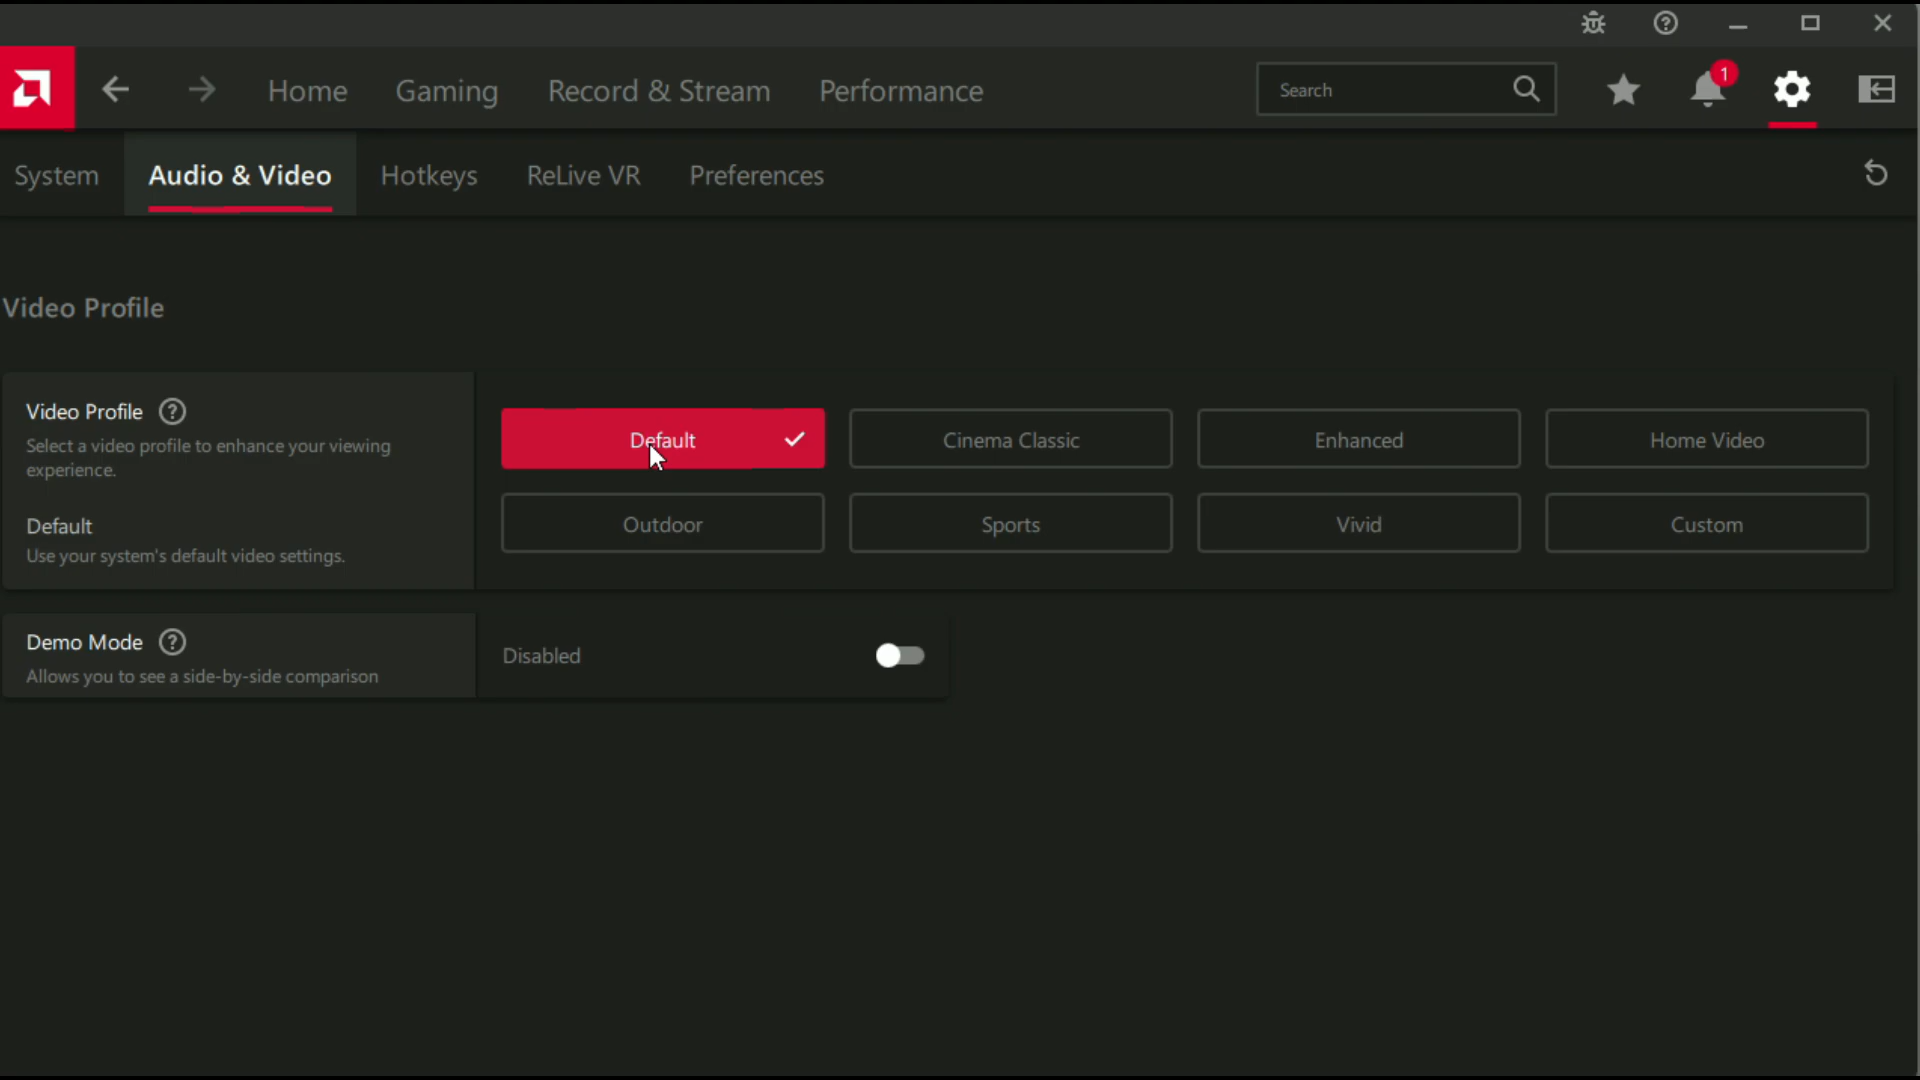 Home Gaming Record & Stream Performance Search 1
System Audio & Video Hotkeys ReLive VR Preferences
Video Profile
Video Profile
Select a video profile to enhance your viewing
experience.
Default
Use your system's default video settings.
Default Cinema Classic Enhanced Home Video
Outdoor Sports Vivid Custom
Demo Mode
Allows you to see a side-by-side comparison
Disabled